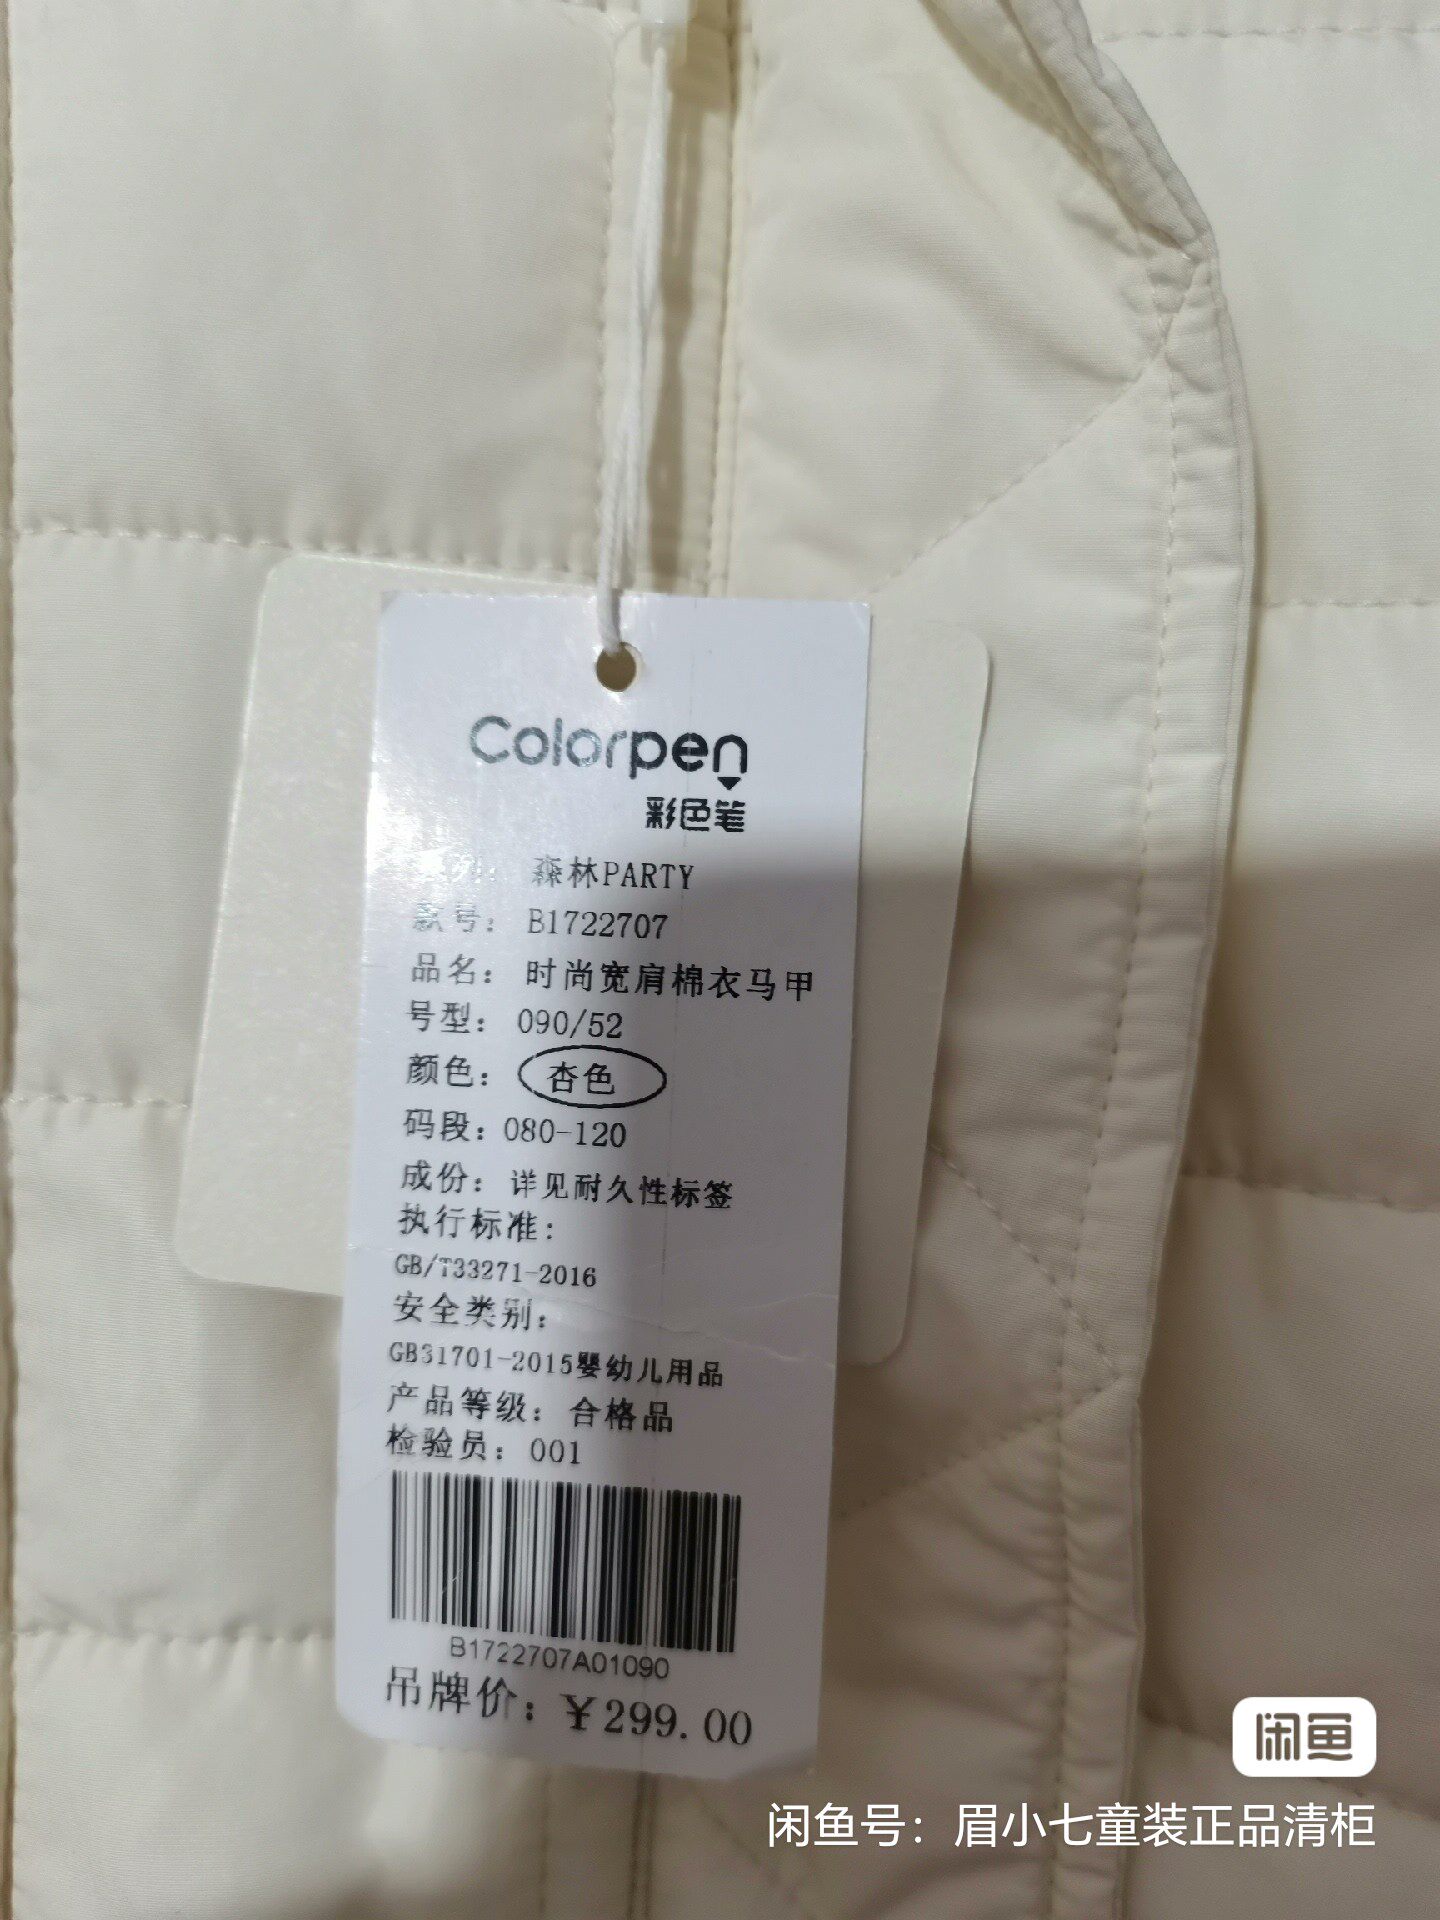 Colorpen
彩色笔
森林PARTY
款号：B1722707
品名：时尚宽肩棉衣马甲
号型：090/52
颜色：杏色
码段：080-120
成份：详见耐久性标签
执行标准：
GB/T33271-2016
安全类别：
GB31701-2015婴幼儿用品
产品等级：合格品
检验员：001
B1722707A01090
吊牌价：¥299.00
闲鱼
闲鱼号：眉小七童装正品清柜